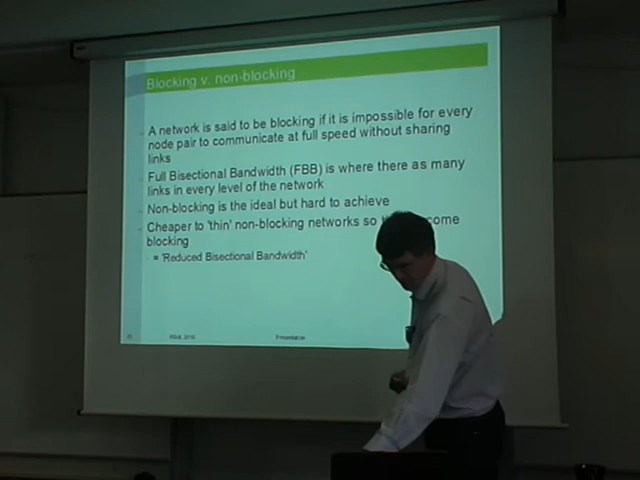 Blocking v. non-blocking
A network is said to be blocking if it is impossible for every
node pair to communicate at full speed without sharing
links
Full Bisectional Bandwidth (FBB) is where there as many
links in every level of the network
Non-blocking is the ideal but hard to achieve
Cheaper to 'thin' non-blocking networks so come
blocking
'Reduced Bisectional Bandwidth'
Presentation